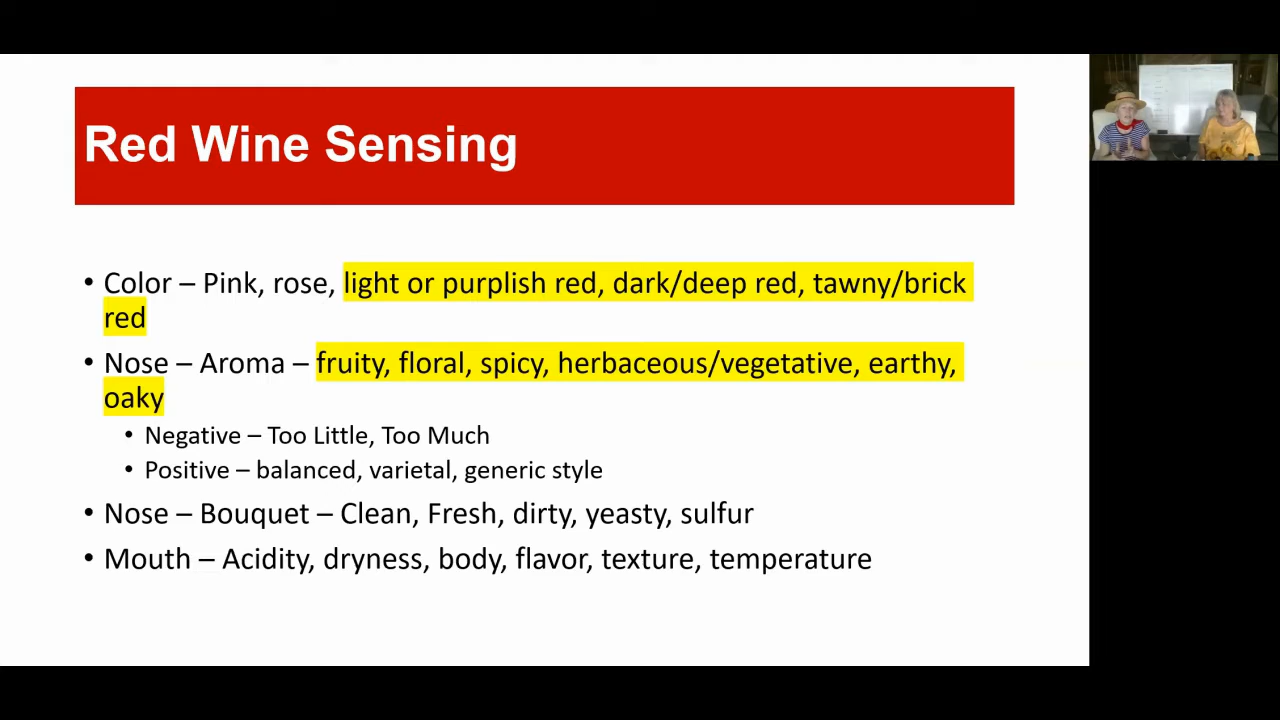 Red Wine Sensing
• Color – Pink, rose, light or purplish red, dark/deep red, tawny/brick
red
• Nose – Aroma – fruity, floral, spicy, herbaceous/vegetative, earthy,
oaky
• Negative – Too Little, Too Much
• Positive – balanced, varietal, generic style
• Nose – Bouquet – Clean, Fresh, dirty, yeasty, sulfur
• Mouth – Acidity, dryness, body, flavor, texture, temperature